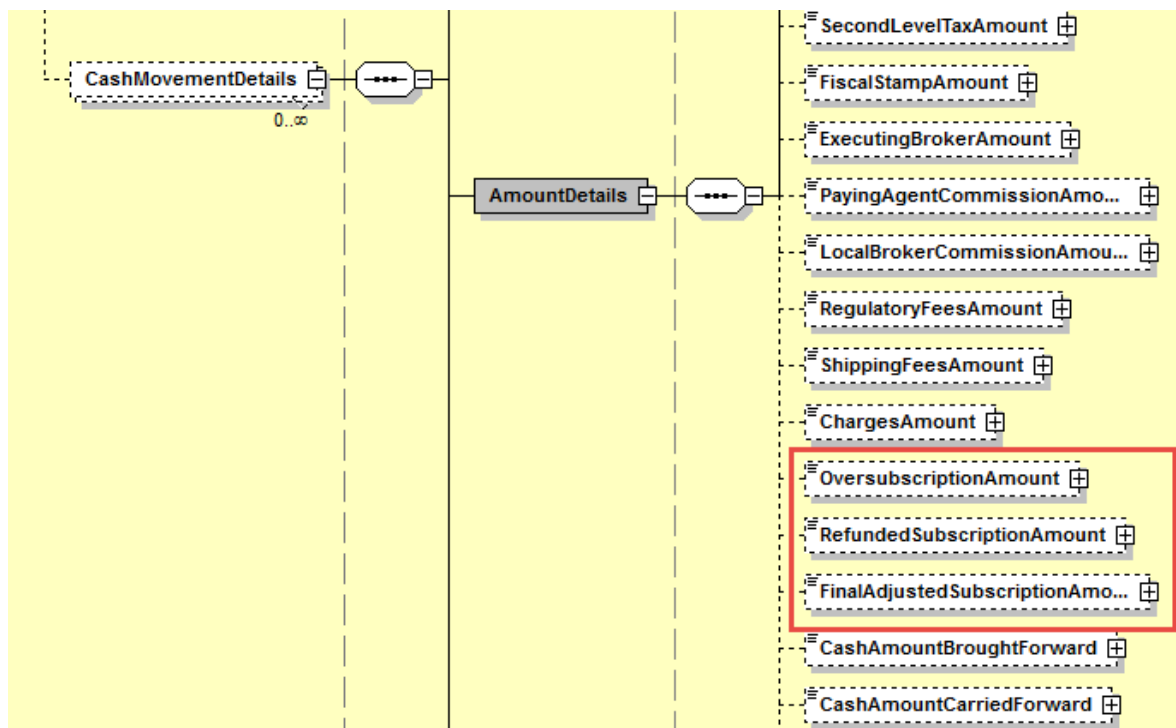 SecondLevelTaxAmount
CashMovementDetails
0..∞
FiscalStampAmount
ExecutingBrokerAmount
AmountDetails
PayingAgentCommissionAmo...
LocalBrokerCommissionAmou...
RegulatoryFeesAmount
ShippingFeesAmount
ChargesAmount
OversubscriptionAmount
RefundedSubscriptionAmount
FinalAdjustedSubscriptionAmo...
CashAmountBroughtForward
CashAmountCarriedForward